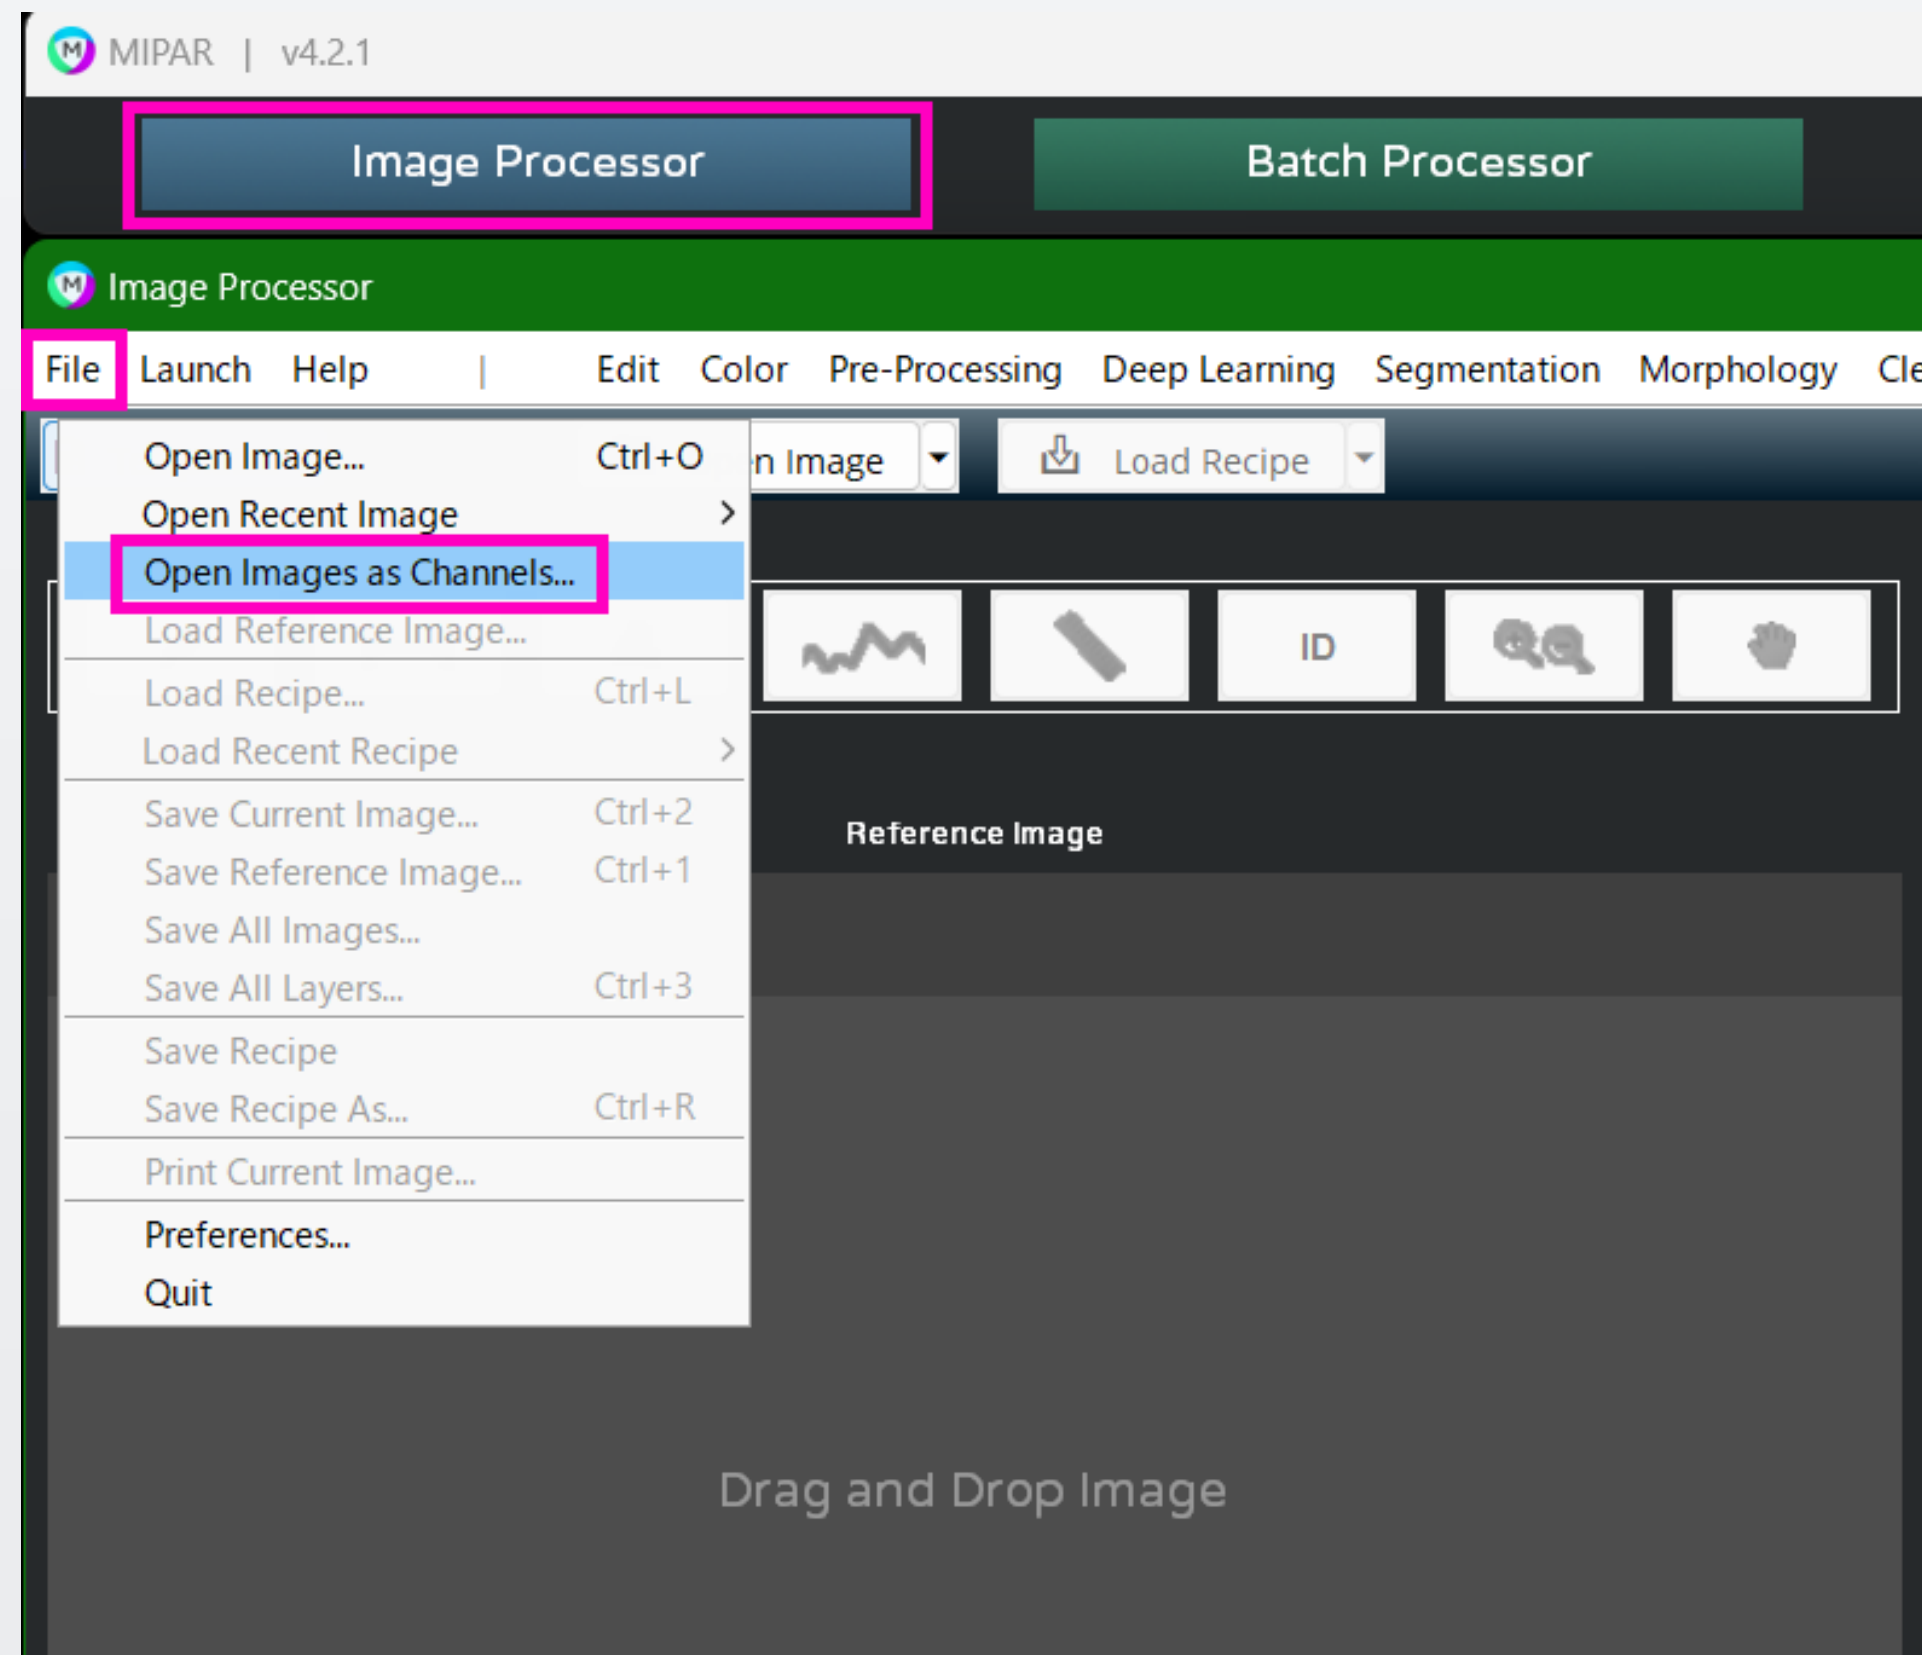 MIPAR | v4.2.1
Image Processor Batch Processor
Image Processor
File Launch Help | Edit Color Pre-Processing Deep Learning Segmentation Morphology Cle
Open Image... Ctrl+O n Image Load Recipe
Open Recent Image >
Open Images as Channels...
Load Reference Image... ID
Load Recipe... Ctrl+L
Load Recent Recipe >
Save Current Image... Ctrl+2
Reference Image
Save Reference Image... Ctrl+1
Save All Images...
Save All Layers... Ctrl+3
Save Recipe
Save Recipe As... Ctrl+R
Print Current Image...
Preferences...
Quit
Drag and Drop Image